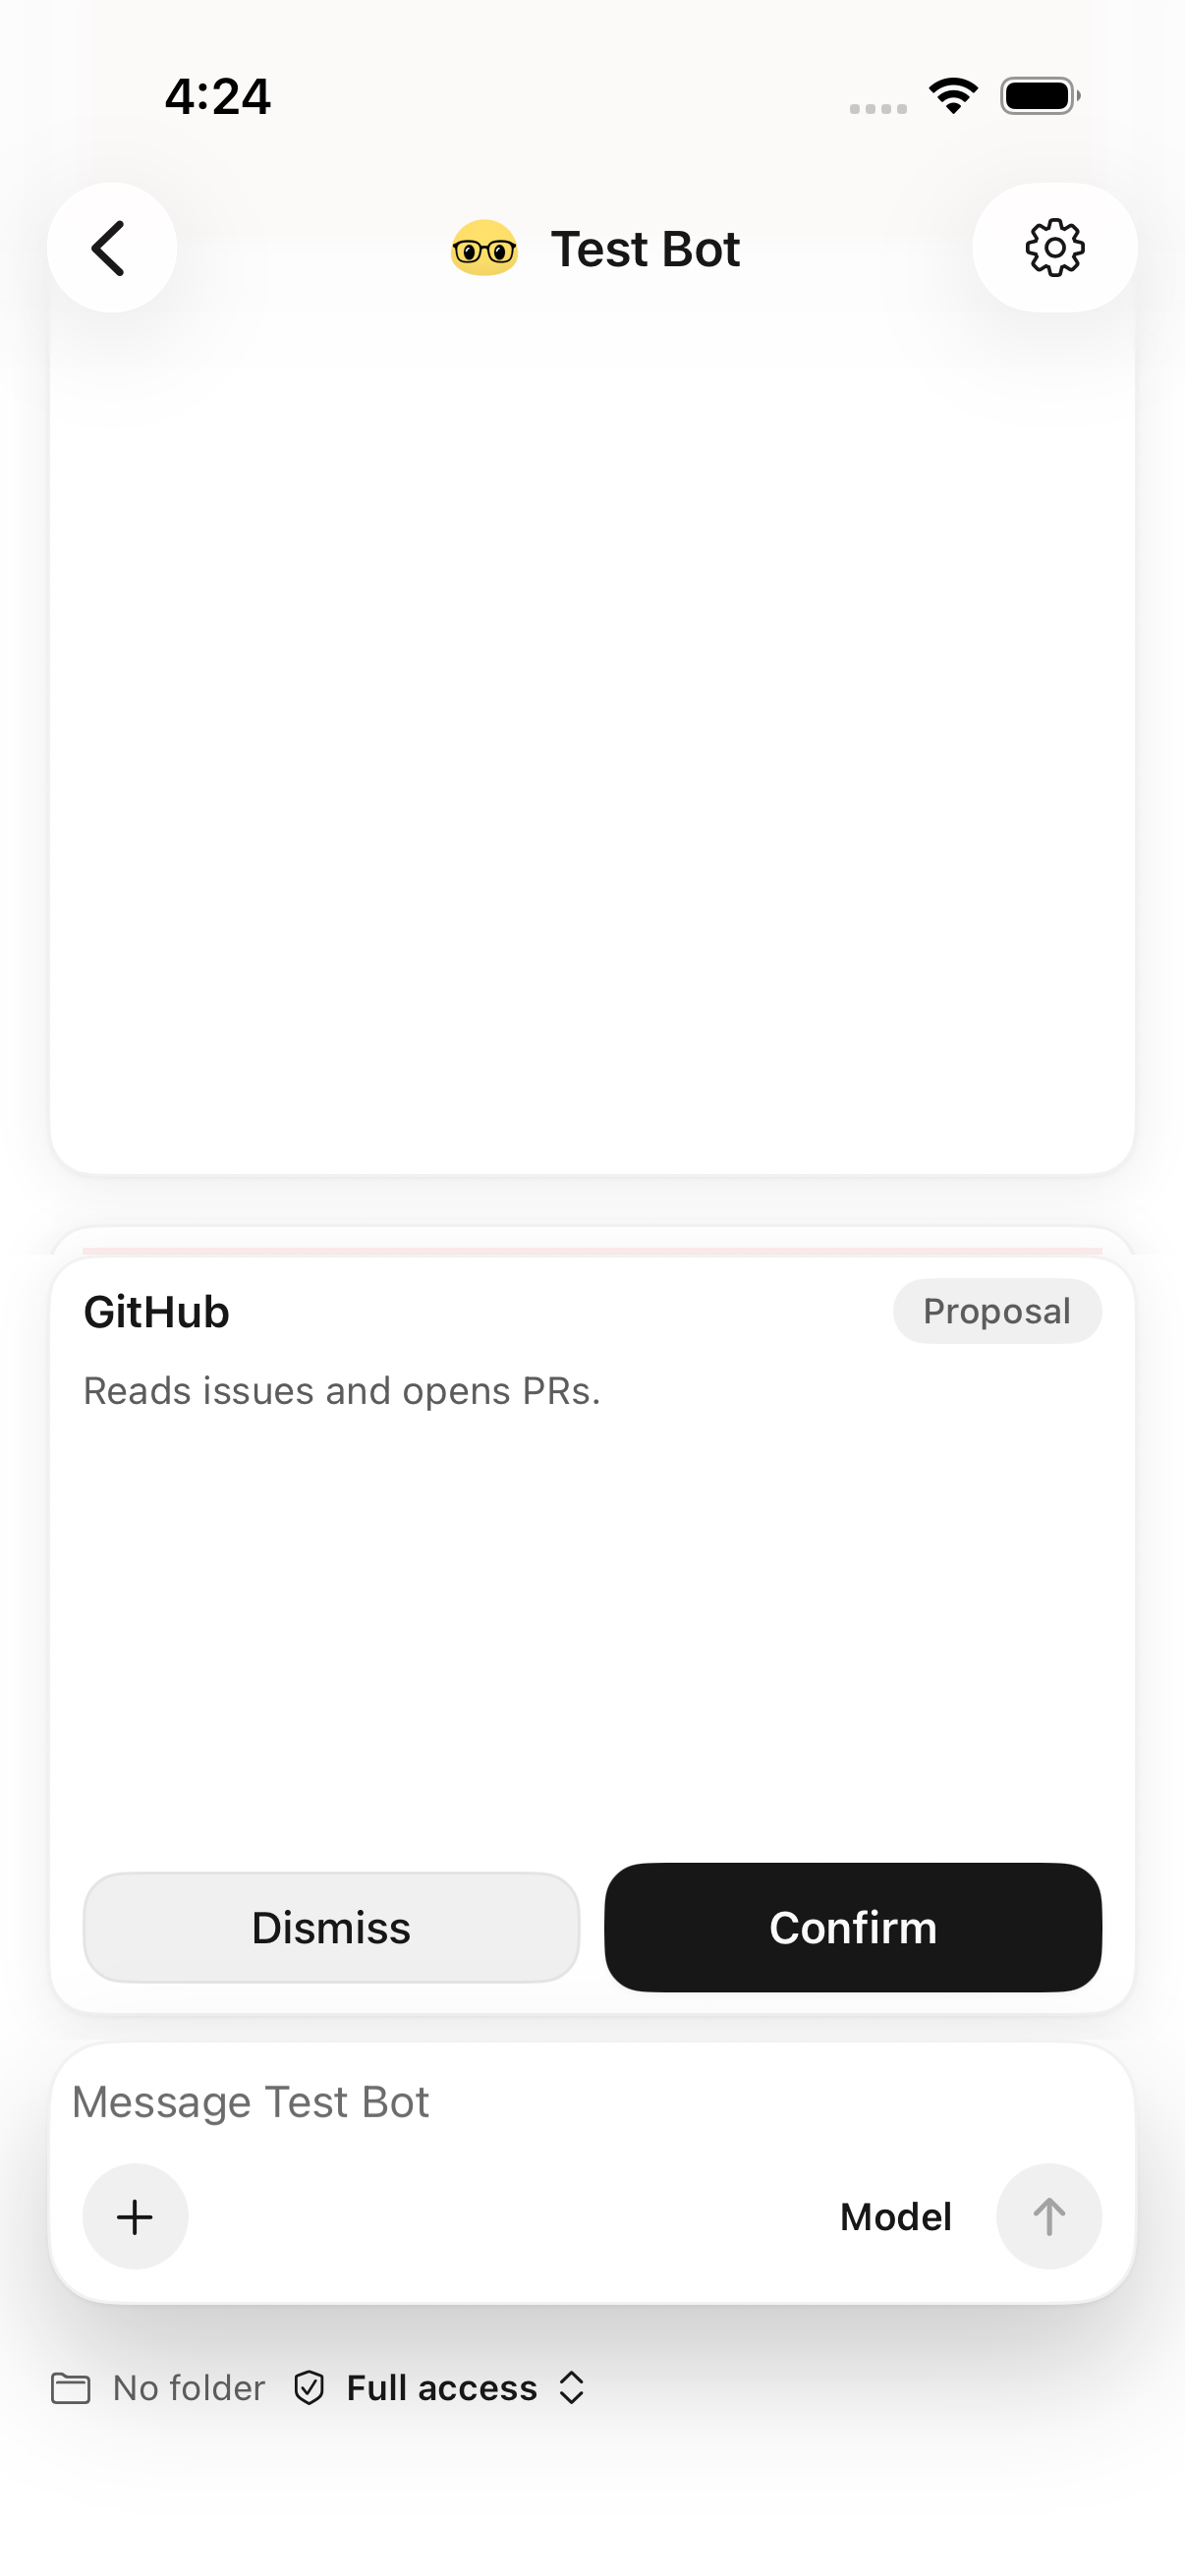 4:24
Test Bot
GitHub
Proposal
Reads issues and opens PRs.
Dismiss
Confirm
Message Test Bot
Model
No folder
Full access